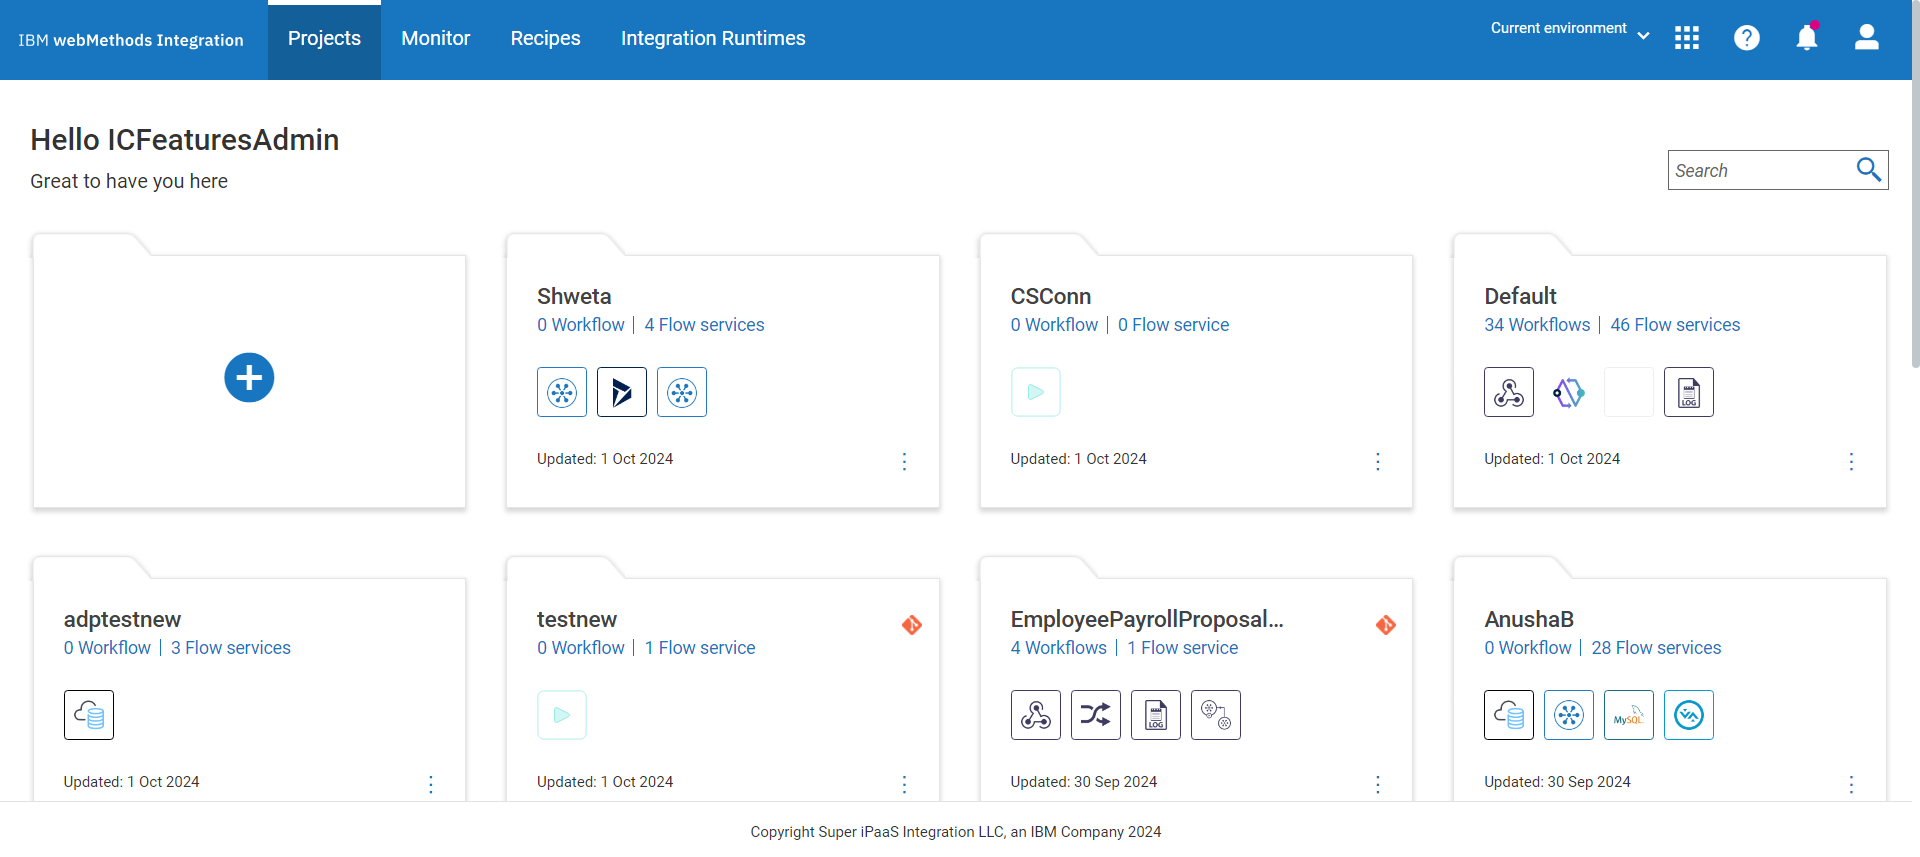 IBM webMethods Integration
Projects
Monitor
Recipes
Integration Runtimes
Current environment
Hello ICFeaturesAdmin
Great to have you here
Search
Shweta
0 Workflow | 4 Flow services
Updated: 1 Oct 2024
CSConn
0 Workflow | 0 Flow service
Updated: 1 Oct 2024
Default
34 Workflows | 46 Flow services
LOG
Updated: 1 Oct 2024
adptestnew
0 Workflow | 3 Flow services
Updated: 1 Oct 2024
testnew
0 Workflow | 1 Flow service
Updated: 1 Oct 2024
EmployeePayrollProposal...
4 Workflows | 1 Flow service
LOG
Updated: 30 Sep 2024
AnushaB
0 Workflow | 28 Flow services
MySQL
Updated: 30 Sep 2024
Copyright Super iPaaS Integration LLC, an IBM Company 2024